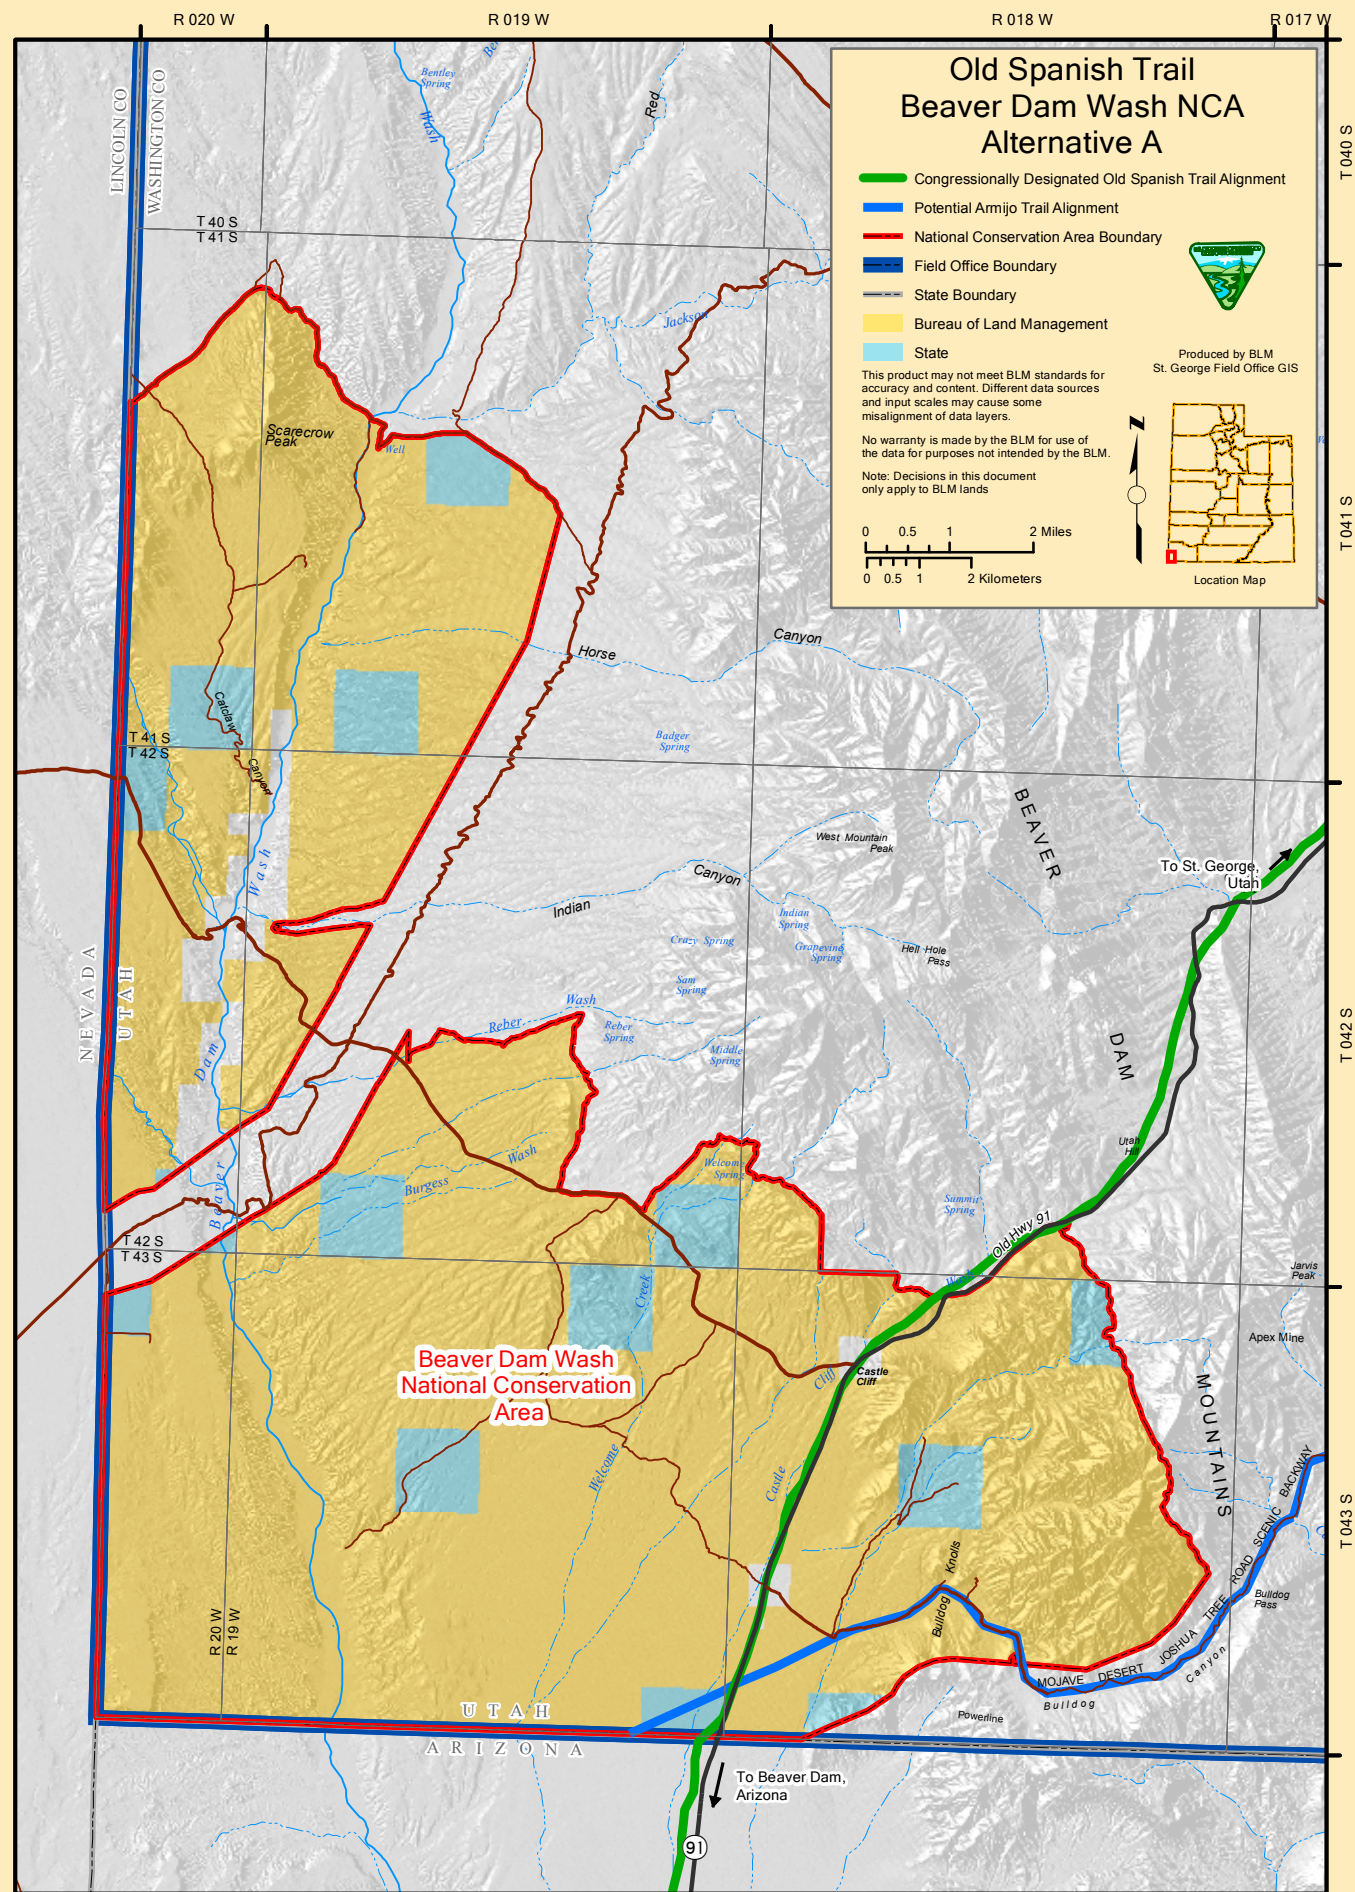 R 020 W
R 019 W
R 018 W
R 017 W
Old Spanish Trail
Beaver Dam Wash NCA
Alternative A
Congressionally Designated Old Spanish Trail Alignment
Potential Armijo Trail Alignment
National Conservation Area Boundary
Field Office Boundary
State Boundary
Bureau of Land Management
State
Produced by BLM
St. George Field Office GIS
This product may not meet BLM standards for
accuracy and content. Different data sources
and input scales may cause some
misalignment of data layers.
No warranty is made by the BLM for use of
the data for purposes not intended by the BLM.
Note: Decisions in this document
only apply to BLM lands
0 0.5 1 2 Miles
0 0.5 1 2 Kilometers
N
Location Map
T 040 S
T 041 S
T 042 S
T 043 S
LINCOLN CO
WASHINGTON CO
Bentley
Spring
Wash
Red
T 40 S
T 41 S
Jackson
Scarecrow
Peak
Well
Horse
Canyon
Catclaw
Canyon
T 41 S
T 42 S
Badger
Spring
BEAVER
West Mountain
Peak
To St. George,
Utah
Wash
Canyon
Indian
Indian
Spring
Crazy Spring
Grapevine
Spring
Hell Hole
Pass
Sam
Spring
NEVADA
UTAH
Wash
Reber
Reber
Spring
Middle
Spring
DAM
Dam
Utah
Hill
Wash
Burgess
Welcome
Spring
Summit
Spring
Beaver
Old Hwy 91
T 42 S
T 43 S
Jarvis
Peak
Creek
Apex Mine
Beaver Dam Wash
National Conservation
Area
Castle
Cliff
Cliff
MOUNTAINS
Welcome
Castle
Knolls
Bulldog
MOJAVE DESERT JOSHUA TREE ROAD SCENIC BACKWAY
Bulldog
Pass
Canyon
Bulldog
R 20 W
R 19 W
Powerline
UTAH
ARIZONA
To Beaver Dam,
Arizona
91